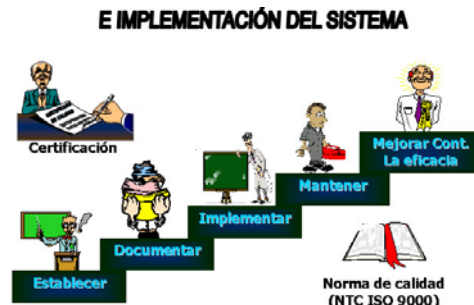 E IMPLEMENTACIÓN DEL SISTEMA
Certificación
Mejorar Cont.
La eficacia
Mantener
Implementar
Documentar
Establecer
Norma de calidad
(NTC ISO 9000)